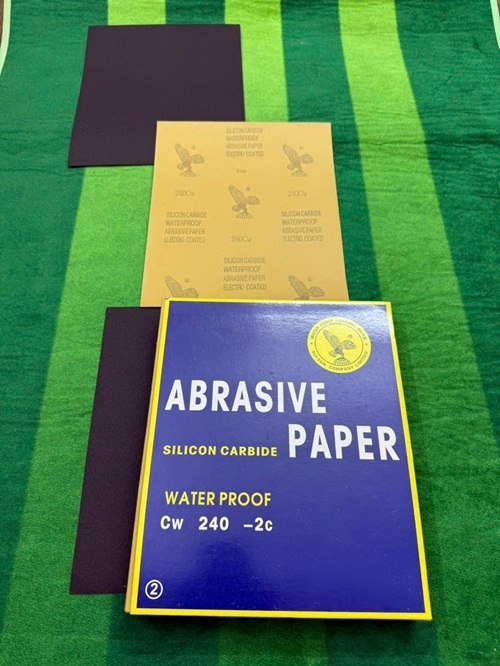 SILICON CARBIDE
WATERPROOF
ABRASIVE PAPER
ELECTRO COATED
240Cw
240Cw
SILICON CARBIDE
WATERPROOF
ABRASIVE PAPER
ELECTRO COATED
240Cw
SILICON CARBIDE
WATERPROOF
ABRASIVE PAPER
ELECTRO COATED
SILICON CARBIDE
WATERPROOF
ABRASIVE PAPER
ELECTRO COATED
ABRASIVE
SILICON CARBIDE PAPER
WATER PROOF
Cw 240 -2c
②